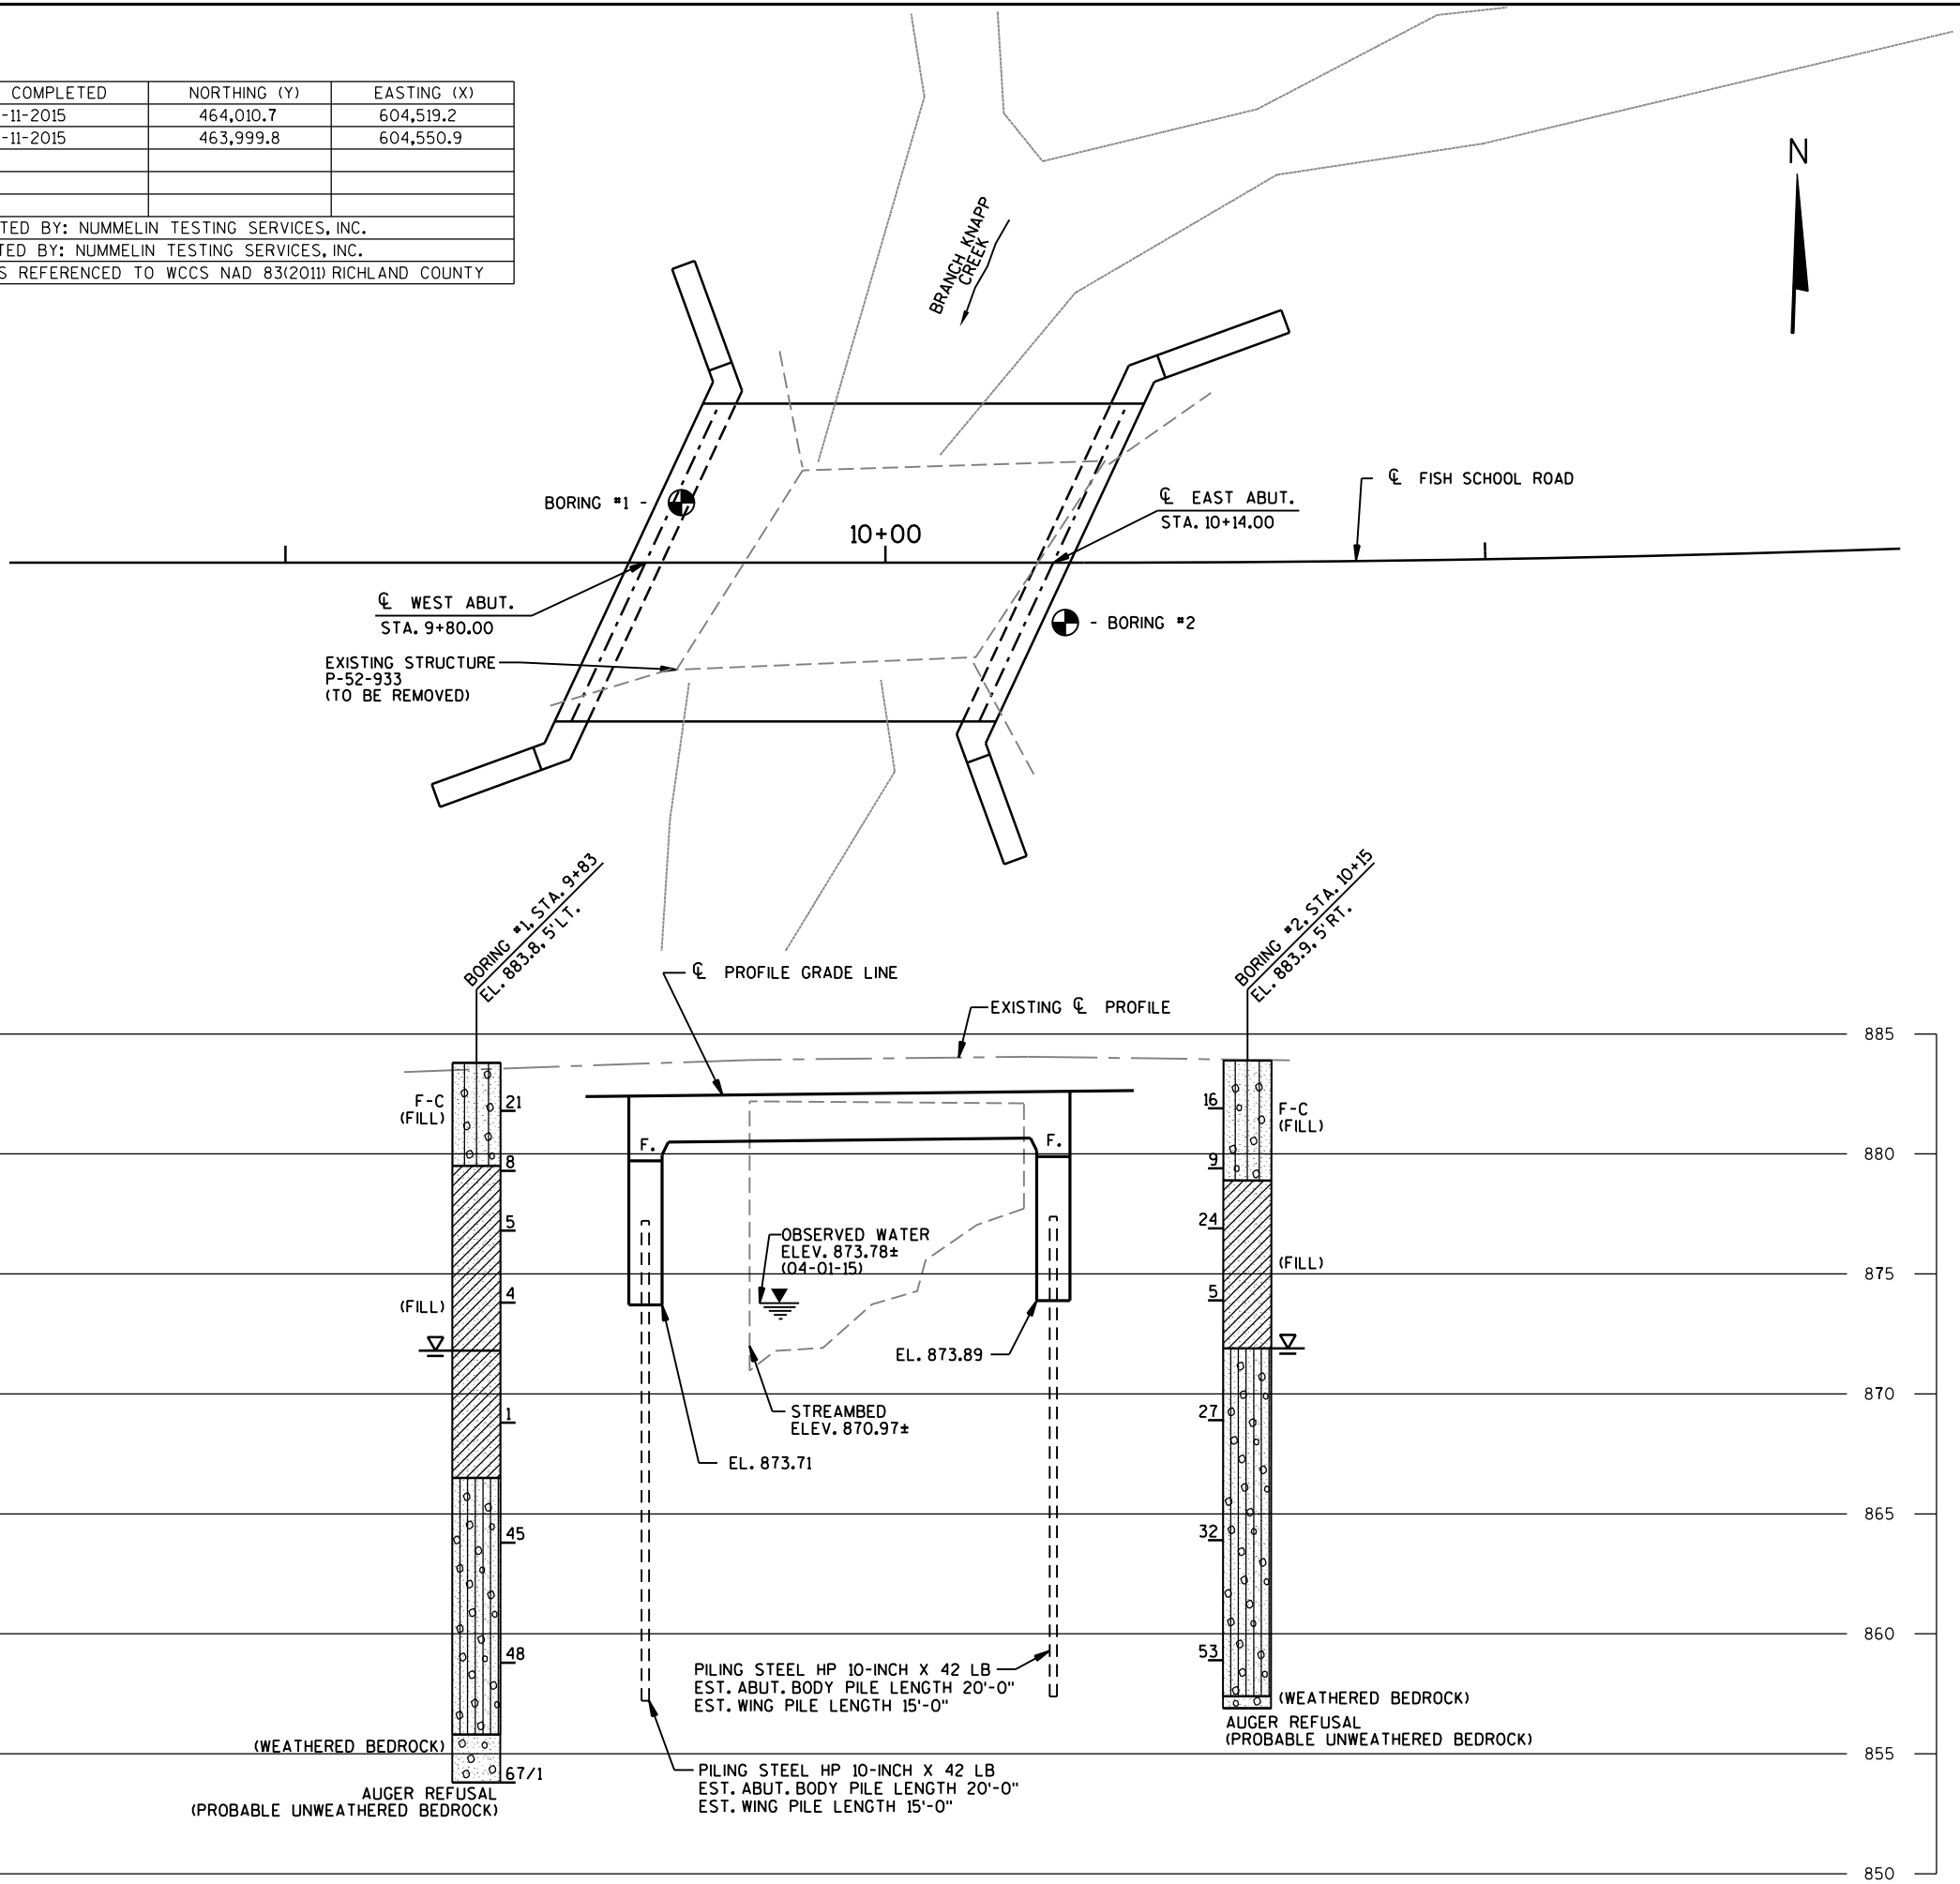 COMPLETED NORTHING (Y) EASTING (X)
-11-2015 464,010.7 604,519.2
-11-2015 463,999.8 604,550.9
TED BY: NUMMELIN TESTING SERVICES, INC.
TED BY: NUMMELIN TESTING SERVICES, INC.
S REFERENCED TO WCCS NAD 83(2011) RICHLAND COUNTY
N
BRANCH KNAPP
CREEK
BORING #1 -
10+00
℄ EAST ABUT.
STA. 10+14.00
℄ FISH SCHOOL ROAD
℄ WEST ABUT.
STA. 9+80.00
- BORING #2
EXISTING STRUCTURE
P-52-933
(TO BE REMOVED)
BORING #1, STA. 9+83
EL. 883.8, 5' LT.
BORING #2, STA. 10+15
EL. 883.9, 5' RT.
℄ PROFILE GRADE LINE
EXISTING ℄ PROFILE
885
F-C
(FILL)
21
16
F-C
(FILL)
F.
F.
8
9
880
5
24
OBSERVED WATER
ELEV. 873.78±
(04-01-15)
(FILL)
875
(FILL)
4
5
EL. 873.89
870
STREAMBED
ELEV. 870.97±
1
27
EL. 873.71
865
45
32
860
48
53
PILING STEEL HP 10-INCH X 42 LB
EST. ABUT. BODY PILE LENGTH 20'-0"
EST. WING PILE LENGTH 15'-0"
(WEATHERED BEDROCK)
AUGER REFUSAL
(PROBABLE UNWEATHERED BEDROCK)
(WEATHERED BEDROCK)
855
67/1
PILING STEEL HP 10-INCH X 42 LB
EST. ABUT. BODY PILE LENGTH 20'-0"
EST. WING PILE LENGTH 15'-0"
AUGER REFUSAL
(PROBABLE UNWEATHERED BEDROCK)
850